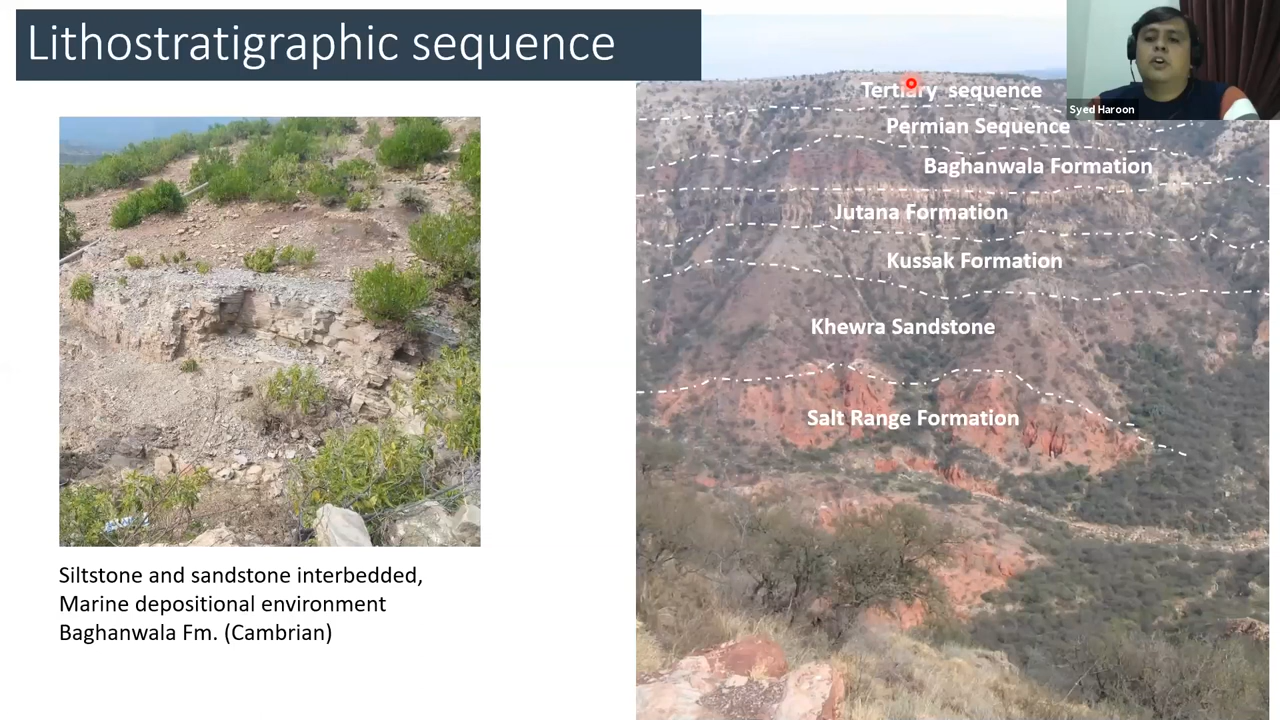 Lithostratigraphic sequence
Syed Haroon
Tertiary sequence
Permian Sequence
Baghanwala Formation
Jutana Formation
Kussak Formation
Khewra Sandstone
Salt Range Formation
Siltstone and sandstone interbedded,
Marine depositional environment
Baghanwala Fm. (Cambrian)